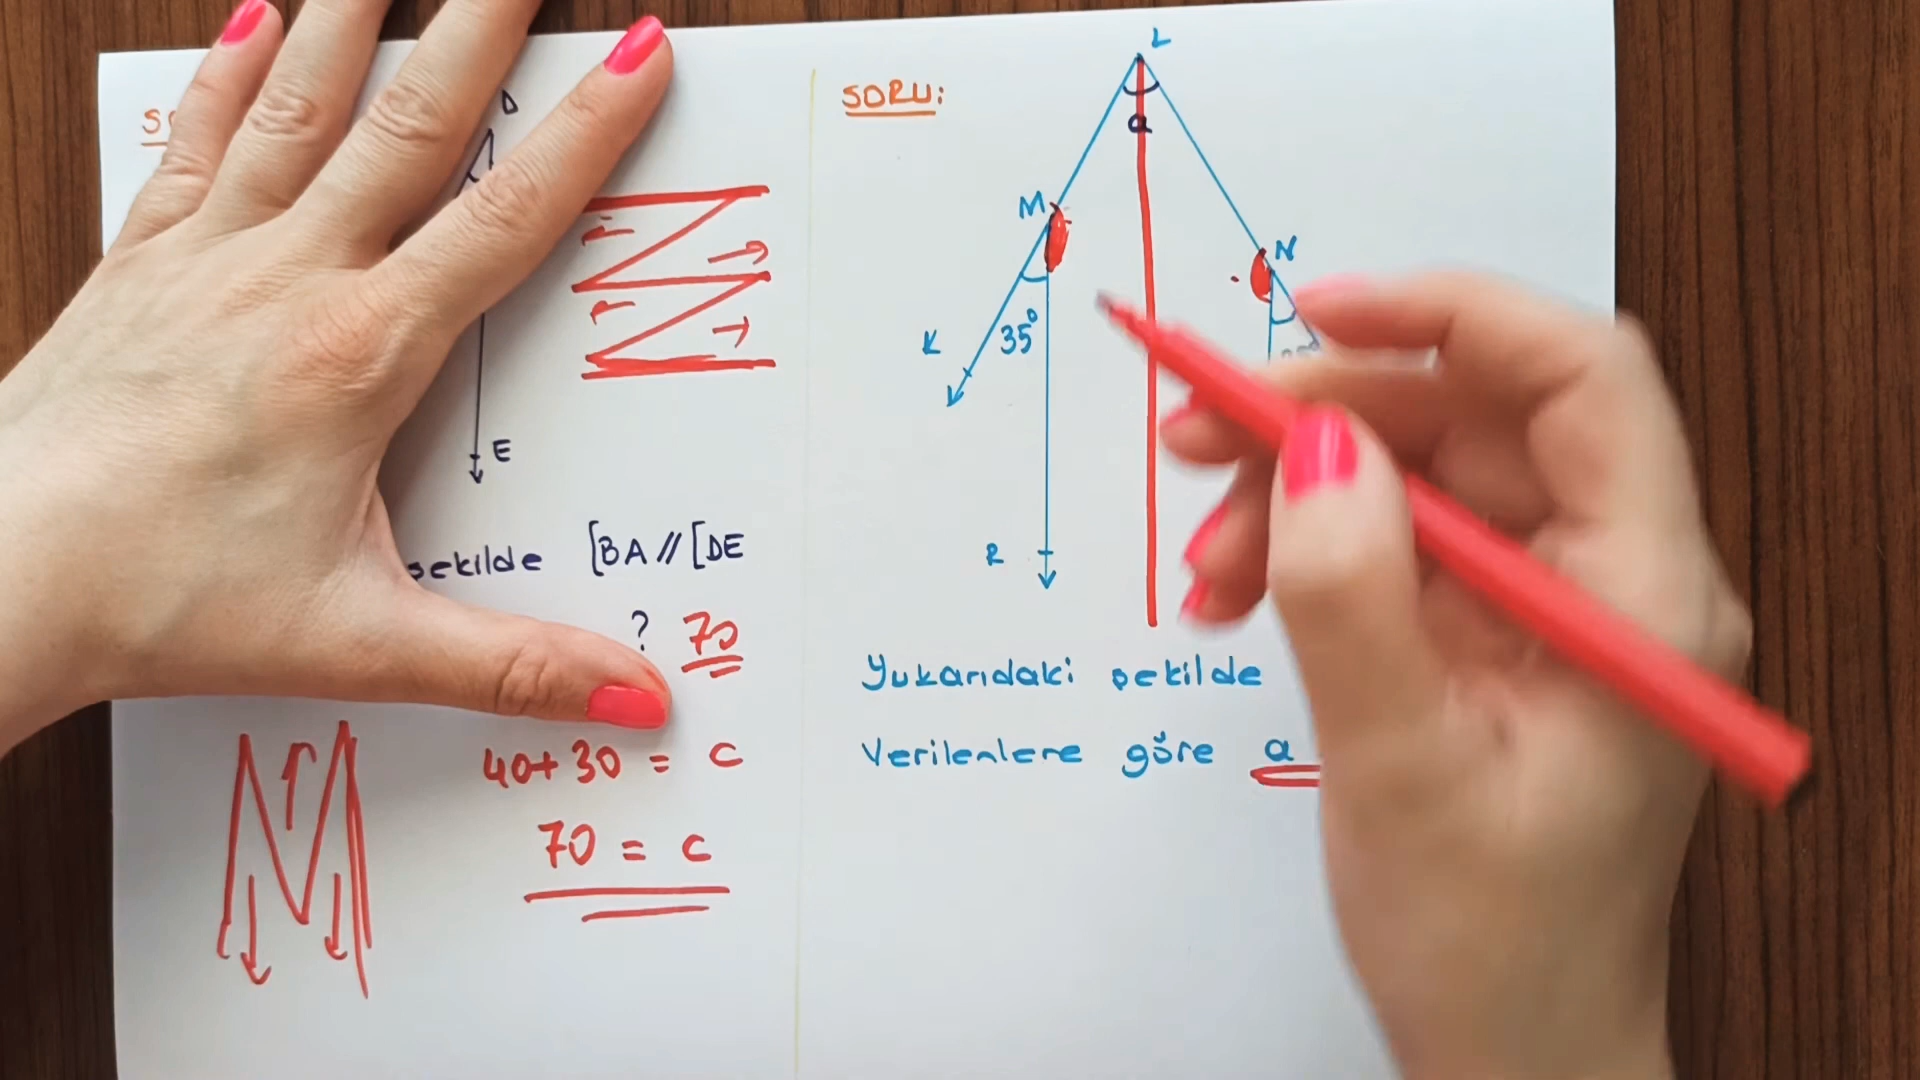 D
E
şekilde [BA // [DE
? 70
40+30 = c
70 = c
SORU:
L
a
M
N
K
35°
R
Yukarıdaki şekilde
Verilenlere göre a